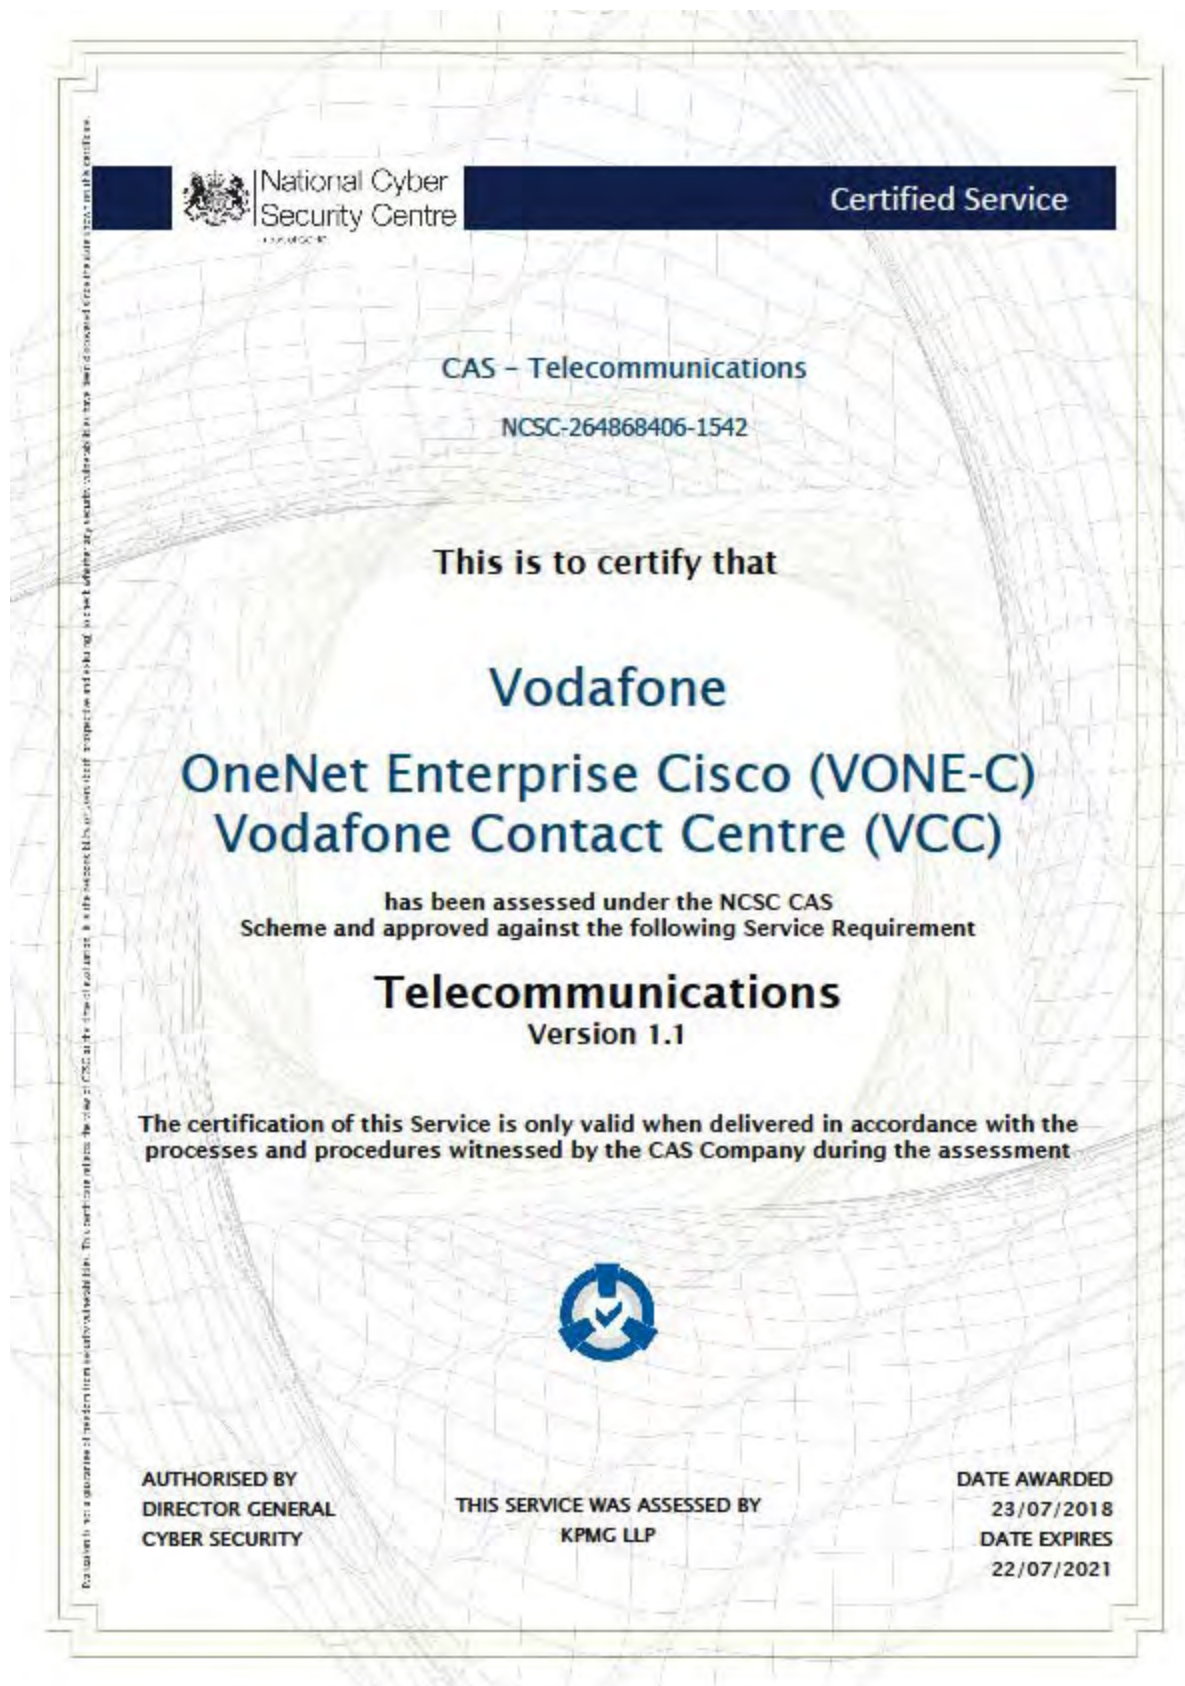 National Cyber
Security Centre
Certified Service
CAS – Telecommunications
NCSC-264868406-1542
This is to certify that
Vodafone
OneNet Enterprise Cisco (VONE-C)
Vodafone Contact Centre (VCC)
has been assessed under the NCSC CAS
Scheme and approved against the following Service Requirement
Telecommunications
Version 1.1
The certification of this Service is only valid when delivered in accordance with the
processes and procedures witnessed by the CAS Company during the assessment
AUTHORISED BY
DIRECTOR GENERAL
CYBER SECURITY
THIS SERVICE WAS ASSESSED BY
KPMG LLP
DATE AWARDED
23/07/2018
DATE EXPIRES
22/07/2021